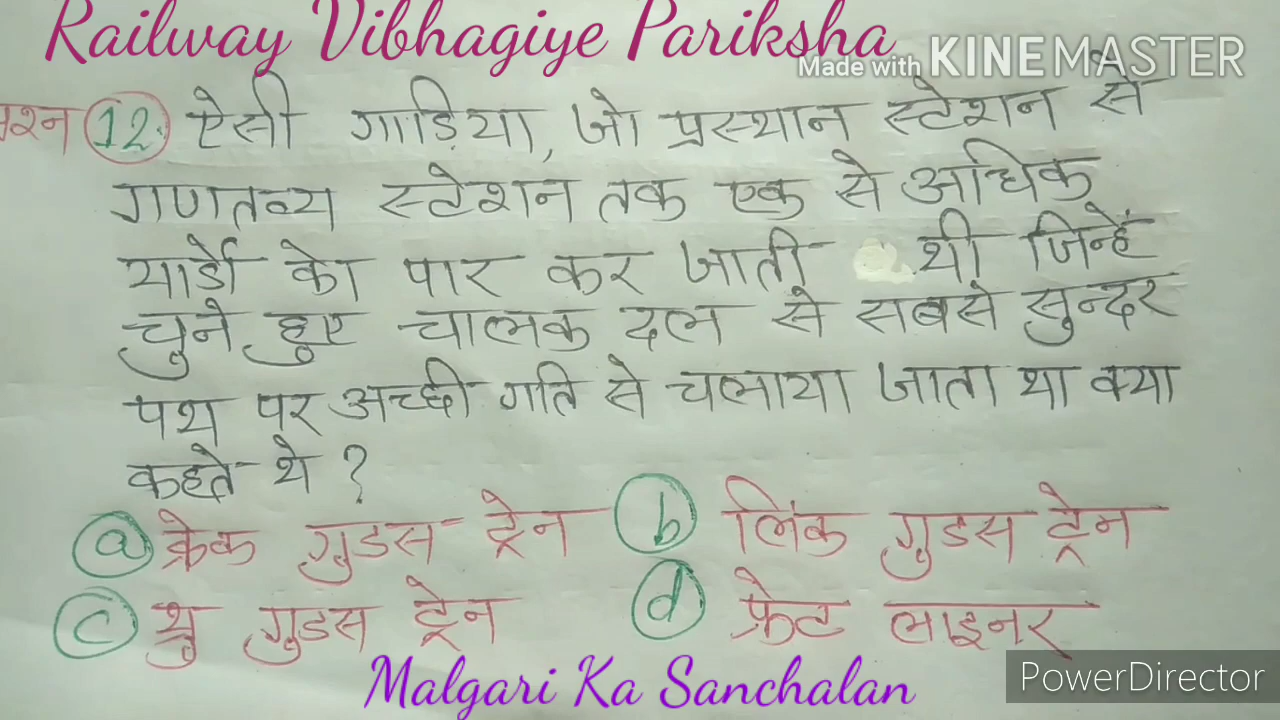 Railway Vibhagiye Pariksha
Made with KINEMASTER
प्रश्न 12. ऐसी गाड़िया, जो प्रस्थान स्टेशन से
गणतव्य स्टेशन तक एक से अधिक
यार्डो को पार कर जाती थी जिन्हें
चुने हुए चालक दल से सबसे सुन्दर
पथ पर अच्छी गति से चलाया जाता था क्या
कहते थे ?
a क्रेक गुडस ट्रेन b लिंक गुडस ट्रेन
c थ्रु गुडस ट्रेन d फ्रेट लाइनर
Malgari Ka Sanchalan
PowerDirector